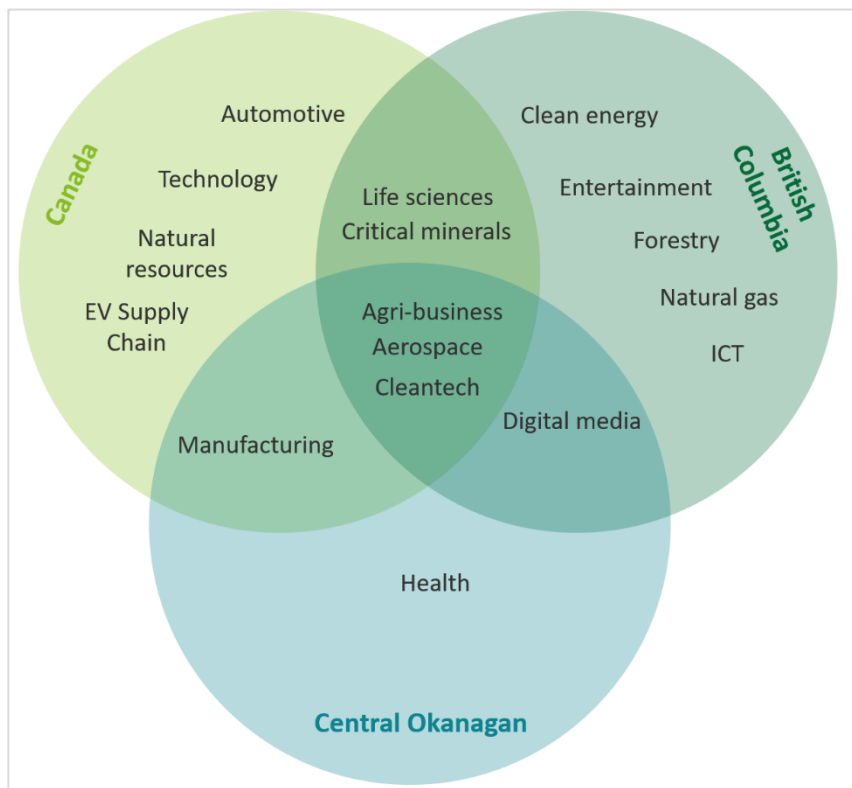 Canada
Automotive
Technology
Natural
resources
EV Supply
Chain
Life sciences
Critical minerals
British
Columbia
Clean energy
Entertainment
Forestry
Natural gas
ICT
Agri-business
Aerospace
Cleantech
Manufacturing
Digital media
Health
Central Okanagan